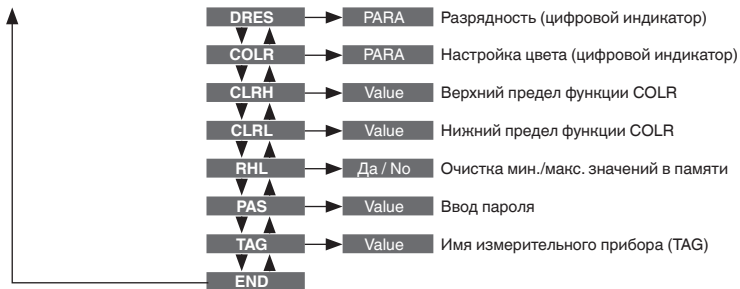 DRES PARA Разрядность (цифровой индикатор)
COLR PARA Настройка цвета (цифровой индикатор)
CLRH Value Верхний предел функции COLR
CLRL Value Нижний предел функции COLR
RHL Да / No Очистка мин./макс. значений в памяти
PAS Value Ввод пароля
TAG Value Имя измерительного прибора (TAG)
END